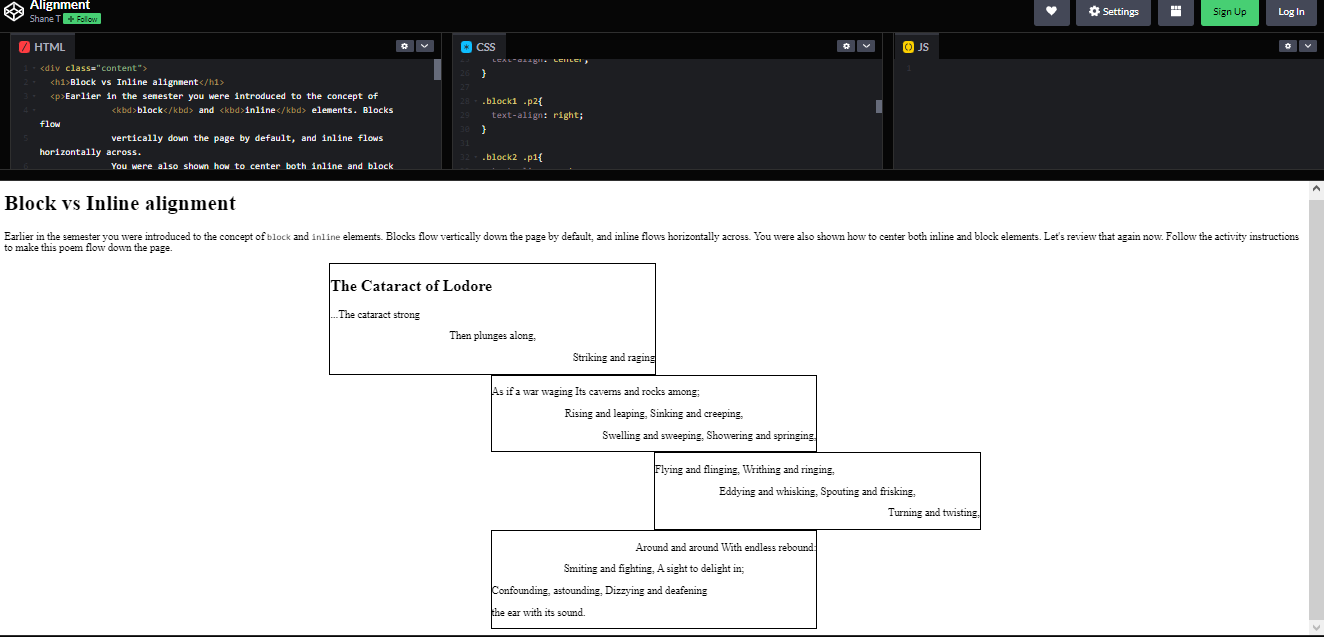 Alignment
Shane T + Follow
Settings
Sign Up
Log In
HTML
CSS
JS
1 <div class="content">
2 <h1>Block vs Inline alignment</h1>
3 <p>Earlier in the semester you were introduced to the concept of
4 <kbd>block</kbd> and <kbd>inline</kbd> elements. Blocks
flow
5 vertically down the page by default, and inline flows
horizontally across.
6 You were also shown how to center both inline and block
text-align: center;
26 }
27
28 .block1 .p2{
29 text-align: right;
30 }
31
32 .block2 .p1{
1
Block vs Inline alignment
Earlier in the semester you were introduced to the concept of block and inline elements. Blocks flow vertically down the page by default, and inline flows horizontally across. You were also shown how to center both inline and block elements. Let's review that again now. Follow the activity instructions
to make this poem flow down the page.
The Cataract of Lodore
...The cataract strong
Then plunges along,
Striking and raging
As if a war waging Its caverns and rocks among;
Rising and leaping, Sinking and creeping,
Swelling and sweeping, Showering and springing,
Flying and flinging, Writhing and ringing,
Eddying and whisking, Spouting and frisking,
Turning and twisting,
Around and around With endless rebound:
Smiting and fighting, A sight to delight in;
Confounding, astounding, Dizzying and deafening
the ear with its sound.